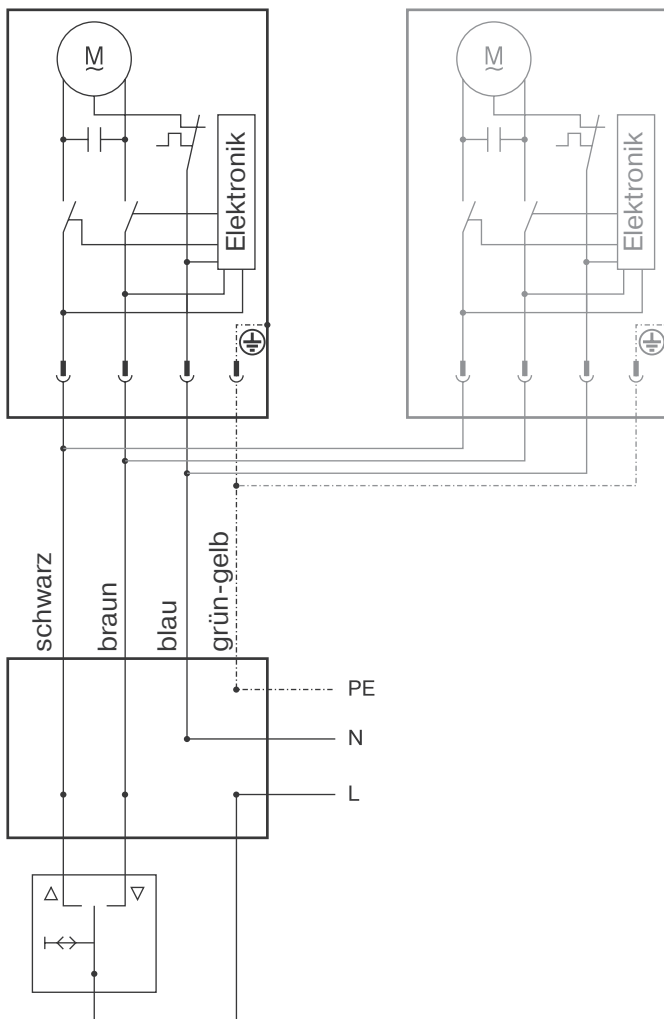 M
~
Elektronik
M
~
Elektronik
schwarz
braun
blau
grün-gelb
PE
N
L